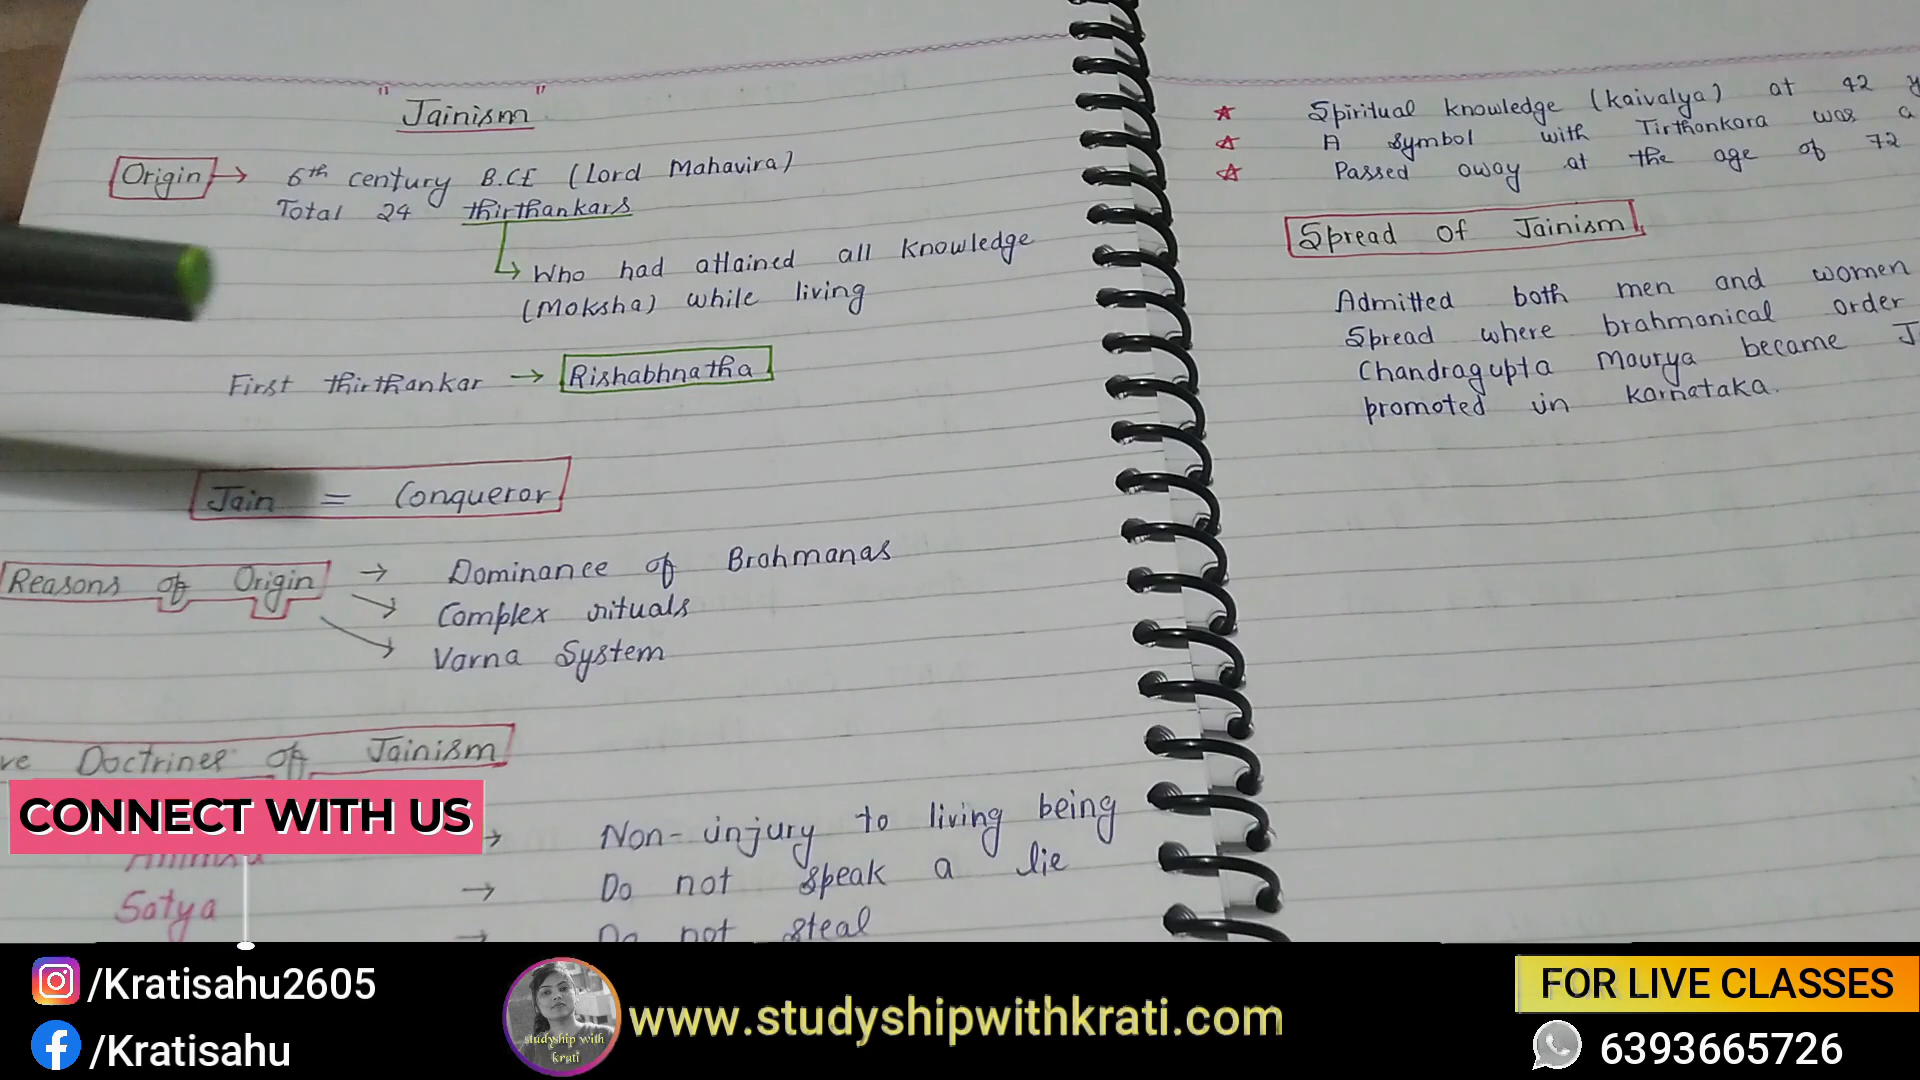 " Jainism "
Origin → 6th century B.C.E (Lord Mahavira)
Total 24 thirthankars
Who had attained all knowledge
(Moksha) while living
First thirthankar → Rishabhnatha
Jain = Conqueror
Reasons of Origin → Dominance of Brahmanas
Complex rituals
Varna System
Doctrines of Jainism
→ Non-injury to living being
Satya → Do not speak a lie
→ Do not steal
Spiritual knowledge (Kaivalya) at 42
A symbol with Tirthankara was a
Passed away at the age of 72
Spread of Jainism
Admitted both men and women
Spread where brahmanical order
Chandragupta Maurya became J
promoted in Karnataka.
CONNECT WITH US
/Kratisahu2605
/Kratisahu
studyship with
krati
www.studyshipwithkrati.com
FOR LIVE CLASSES
6393665726